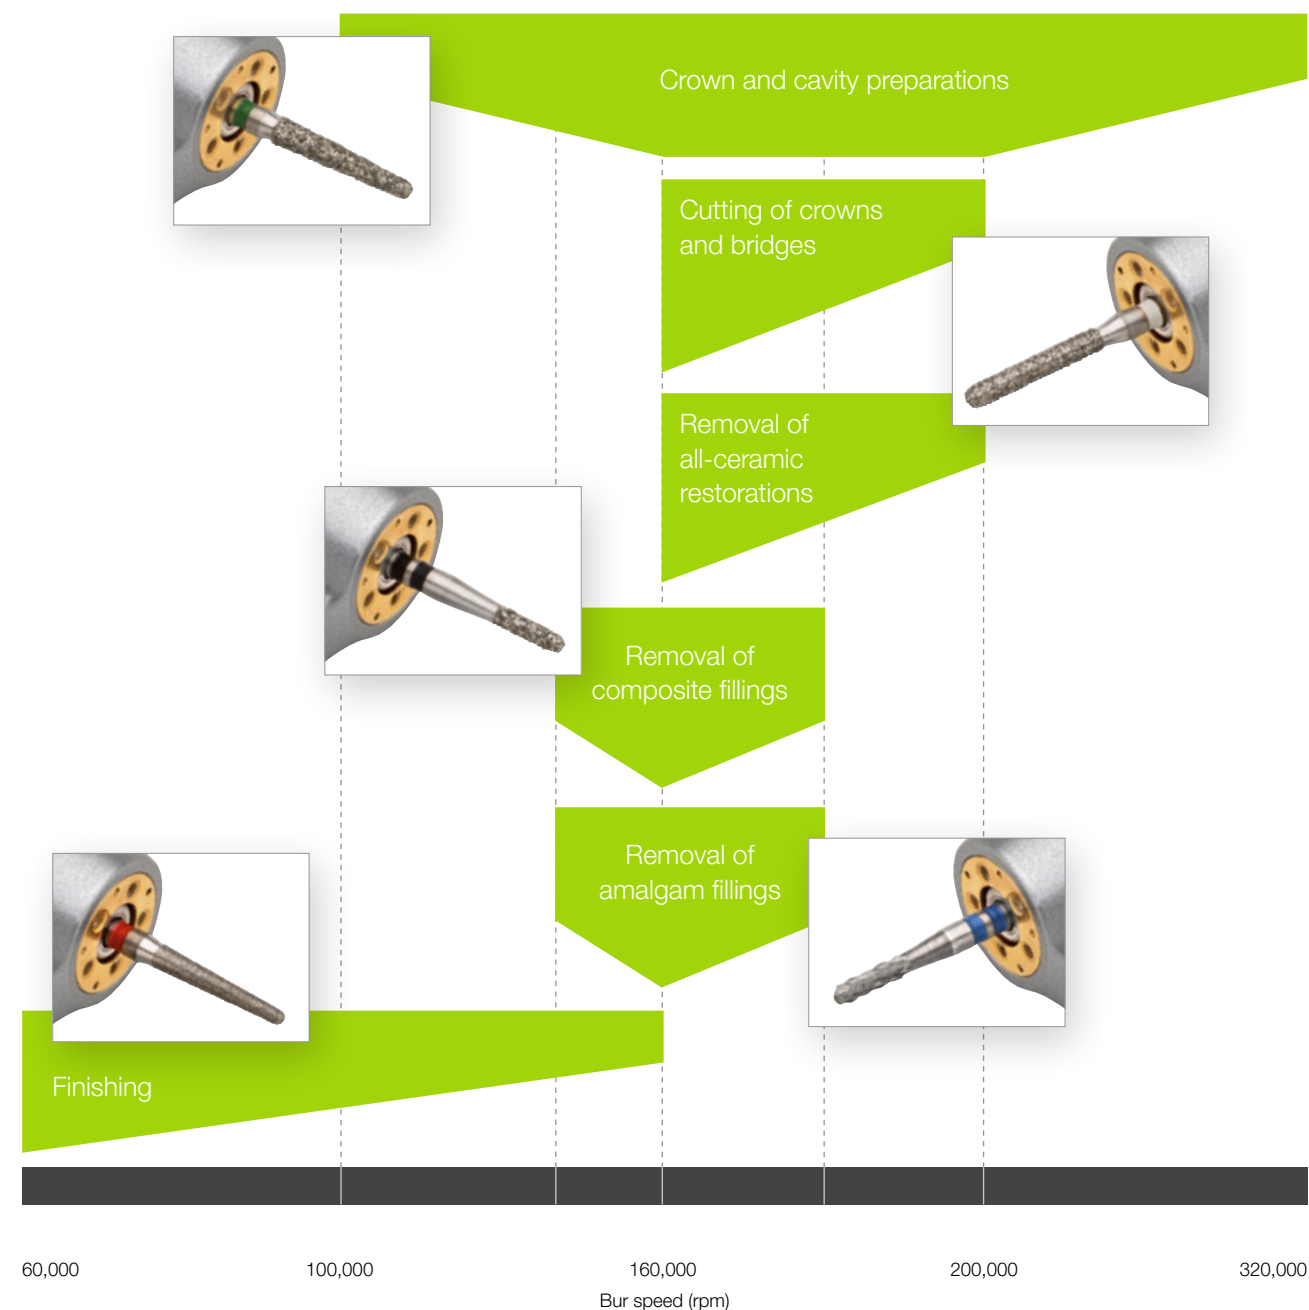 Crown and cavity preparations
Cutting of crowns
and bridges
Removal of
all-ceramic
restorations
Removal of
composite fillings
Removal of
amalgam fillings
Finishing
60,000
100,000
160,000
200,000
320,000
Bur speed (rpm)